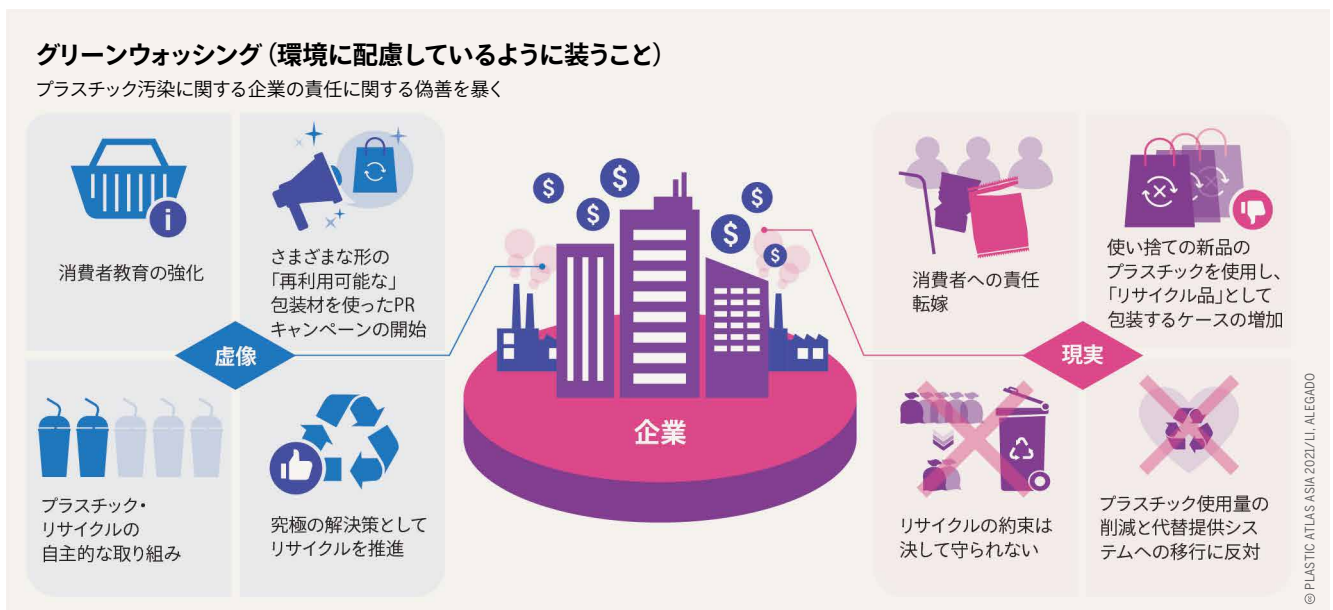 グリーンウォッシング（環境に配慮しているように装うこと）
プラスチック汚染に関する企業の責任に関する偽善を暴く
消費者教育の強化
さまざまな形の
「再利用可能な」
包装材を使ったPR
キャンペーンの開始
虚像
プラスチック・
リサイクルの
自主的な取り組み
究極の解決策として
リサイクルを推進
企業
消費者への責任
転嫁
使い捨ての新品の
プラスチックを使用し、
「リサイクル品」として
包装するケースの増加
現実
リサイクルの約束は
決して守られない
プラスチック使用量の
削減と代替提供シス
テムへの移行に反対
i
$
$
$
$
$
$
PLASTIC ATLAS ASIA 2021/LI, ALEGADO